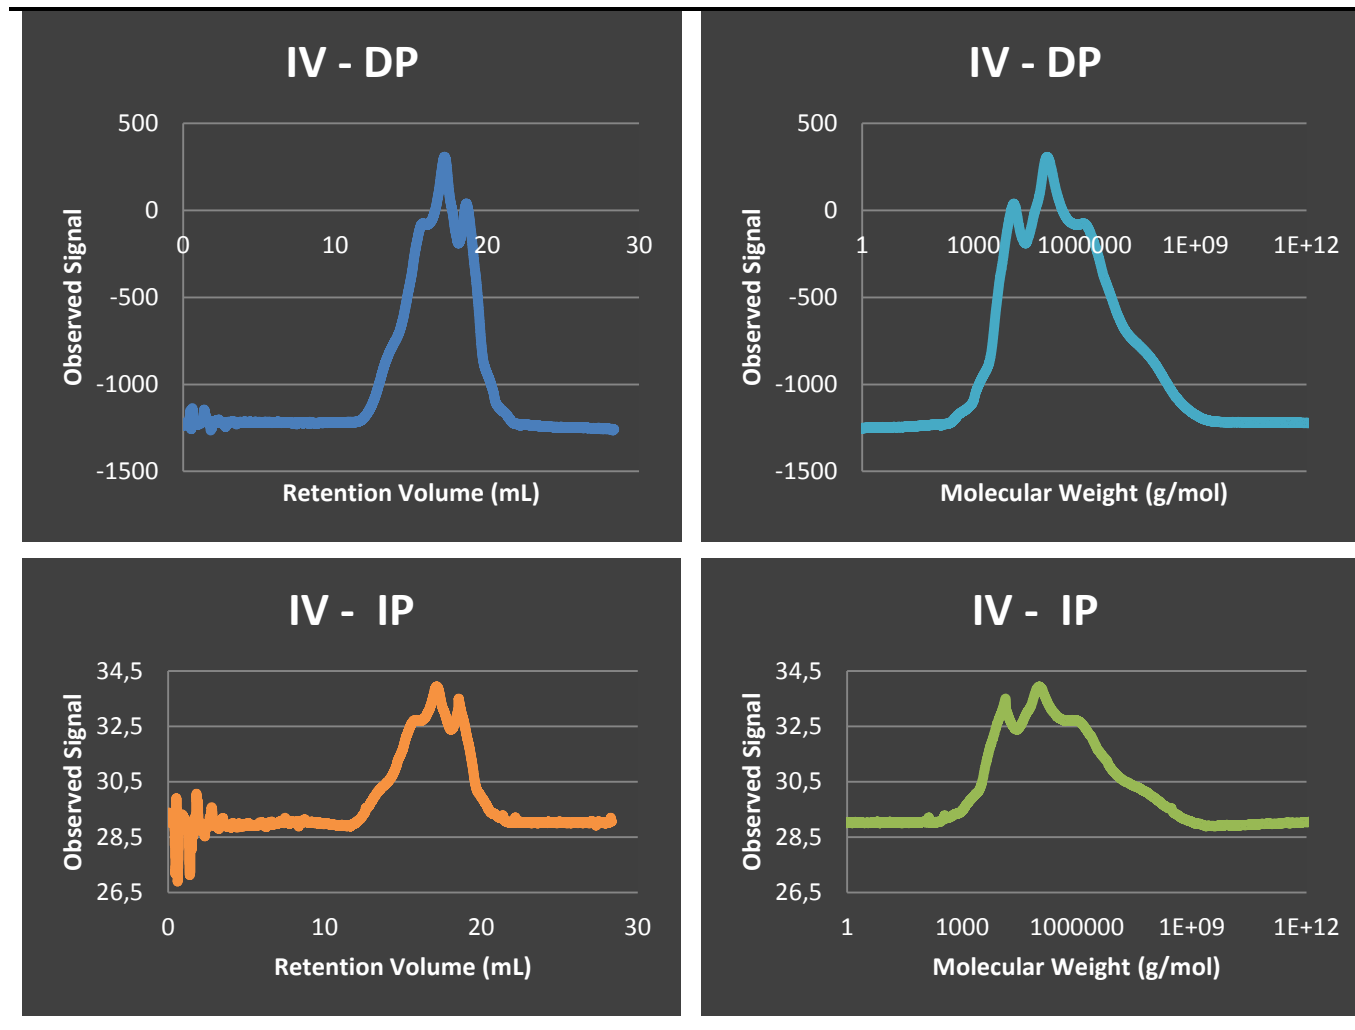 IV - DP
500
0
-500
-1000
-1500
0
10
20
30
Observed Signal
Retention Volume (mL)
IV - DP
500
0
-500
-1000
-1500
1
1000
1000000
1E+09
1E+12
Observed Signal
Molecular Weight (g/mol)
IV - IP
34,5
32,5
30,5
28,5
26,5
0
10
20
30
Observed Signal
Retention Volume (mL)
IV - IP
34,5
32,5
30,5
28,5
26,5
1
1000
1000000
1E+09
1E+12
Observed Signal
Molecular Weight (g/mol)